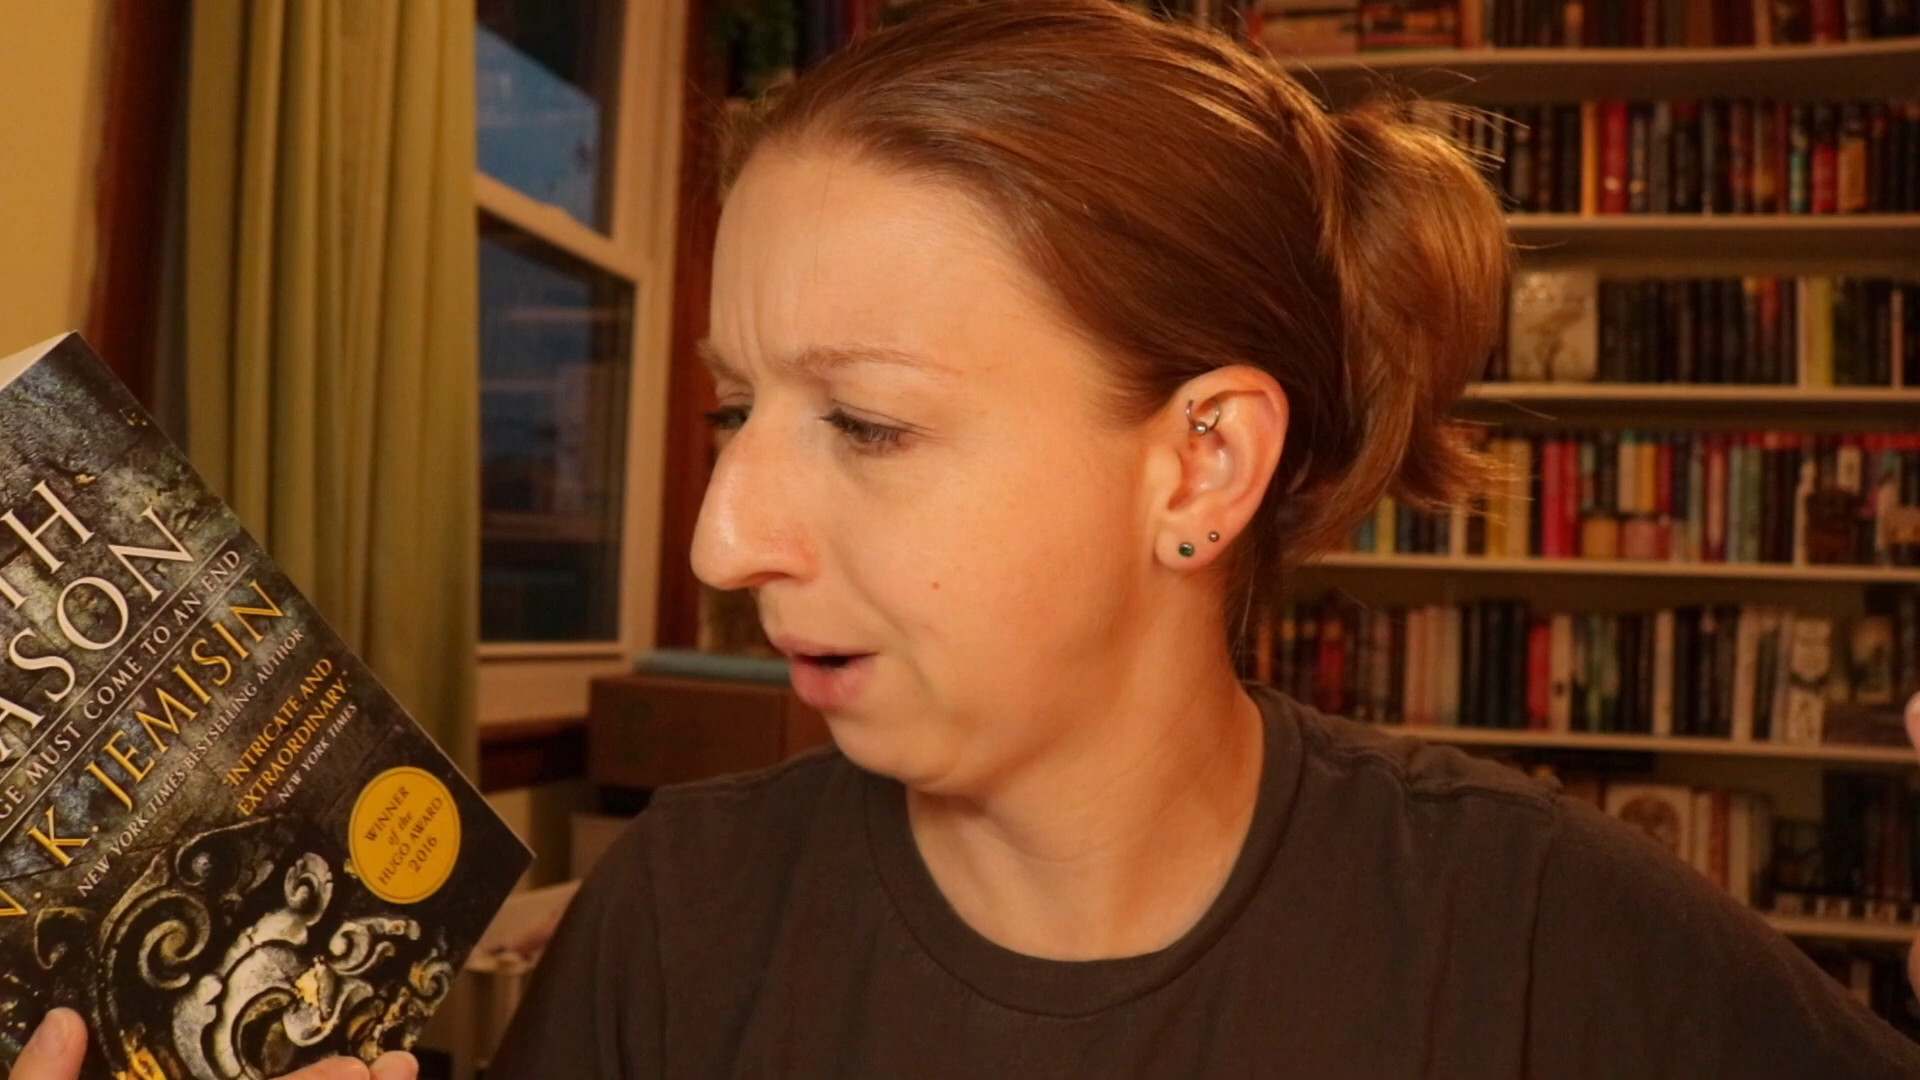 TH
ASON
GE MUST COME TO AN END
N. K. JEMISIN
NEW YORK TIMES BESTSELLING AUTHOR
"INTRICATE AND
EXTRAORDINARY."
NEW YORK TIMES
WINNER
of the
HUGO AWARD
2016